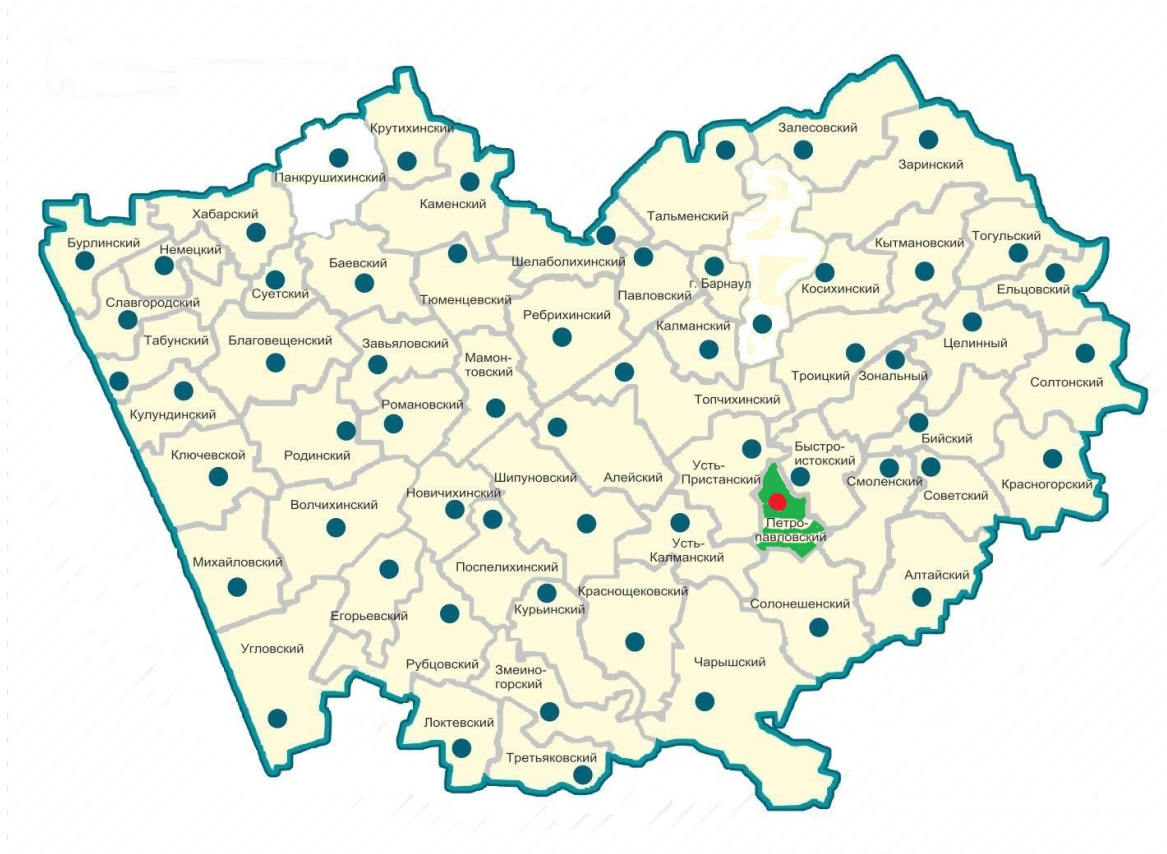 Крутихинский
Залесовский
Заринский
Панкрушихинский
Каменский
Хабарский
Тальменский
Бурлинский
Немецкий
Кытмановский
Тогульский
Баевский
Шелаболихинский
г. Барнаул
Косихинский
Ельцовский
Суетский
Павловский
Славгородский
Тюменцевский
Ребрихинский
Калманский
Табунский
Благовещенский
Завьяловский
Целинный
Мамон-
товский
Троицкий
Зональный
Солтонский
Топчихинский
Романовский
Кулундинский
Бийский
Быстро-
истокский
Ключевской
Родинский
Усть-
Пристанский
Шипуновский
Алейский
Смоленский
Советский
Красногорский
Новичихинский
Волчихинский
Петро-
павловский
Усть-
Калманский
Михайловский
Поспелихинский
Алтайский
Краснощековский
Солонешенский
Курьинский
Егорьевский
Угловский
Рубцовский
Змеино-
горский
Чарышский
Локтевский
Третьяковский